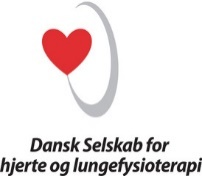 Dansk Selskab for
hjerte og lungefysioterapi